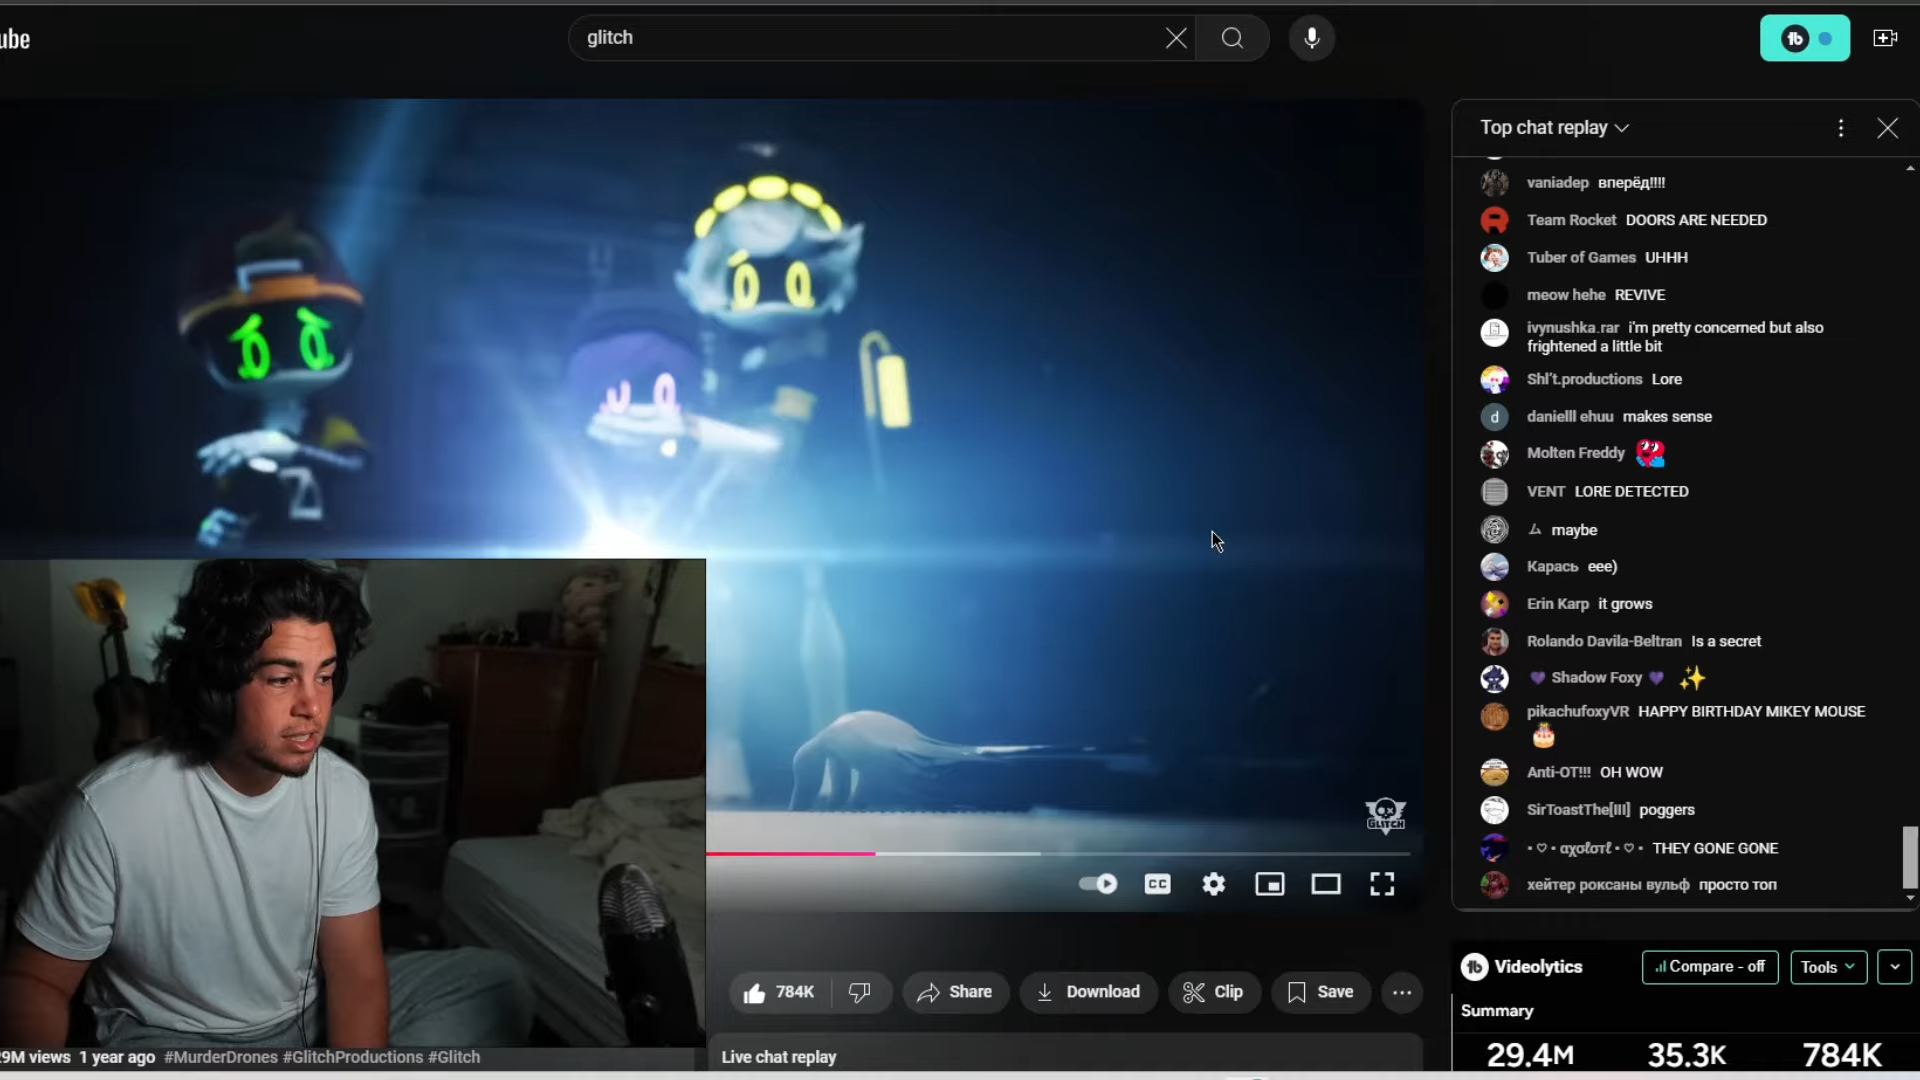 ube
glitch
Top chat replay
vaniadep вперёд!!!!
Team Rocket DOORS ARE NEEDED
Tuber of Games UHHH
meow hehe REVIVE
ivynushka.rar i'm pretty concerned but also
frightened a little bit
Shl't.productions Lore
danielll ehuu makes sense
Molten Freddy
VENT LORE DETECTED
ム maybe
Карась eee)
Erin Karp it grows
Rolando Davila-Beltran Is a secret
💜 Shadow Foxy 💜 ✨
pikachufoxyVR HAPPY BIRTHDAY MIKEY MOUSE
🎂
Anti-OT!!! OH WOW
SirToastThe[III] poggers
• ♡ • αχσℓσтℓ • ♡ • THEY GONE GONE
хейтер роксаны вульф просто топ
GLITCH
CC
784K
Share
Download
Clip
Save
Videolytics
Compare - off
Tools
Summary
29.4M 35.3K 784K
29M views 1 year ago #MurderDrones #GlitchProductions #Glitch
Live chat replay